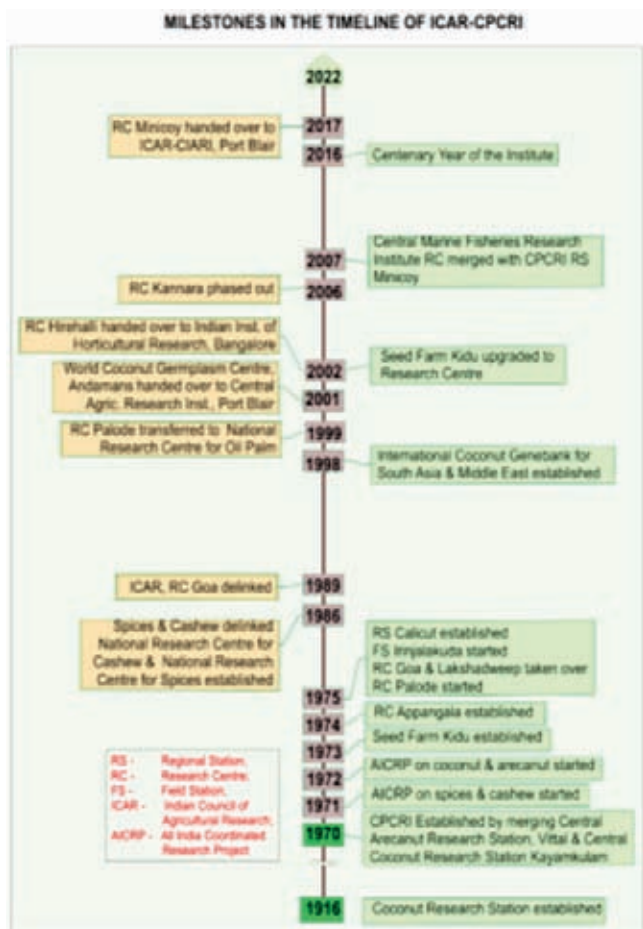 MILESTONES IN THE TIMELINE OF ICAR-CPCRI
2022
RC Minicoy handed over to
ICAR-CIARI, Port Blair
2017
2016
Centenary Year of the Institute
Central Marine Fisheries Research
Institute RC merged with CPCRI RS
Minicoy
2007
RC Kannara phased out
2006
RC Hirehalli handed over to Indian Inst. of
Horticultural Research, Bangalore
2002
Seed Farm Kidu upgraded to
Research Centre
World Coconut Germplasm Centre,
Andamans handed over to Central
Agric. Research Inst., Port Blair
2001
RC Palode transferred to National
Research Centre for Oil Palm
1999
1998
International Coconut Genebank for
South Asia & Middle East established
ICAR, RC Goa delinked
1989
1986
Spices & Cashew delinked
National Research Centre for
Cashew & National Research
Centre for Spices established
RS Calicut established
FS Irinjalakuda started
RC Goa & Lakshadweep taken over
RC Palode started
1975
1974
RC Appangala established
1973
Seed Farm Kidu established
1972
AICRP on coconut & arecanut started
1971
AICRP on spices & cashew started
RS - Regional Station,
RC - Research Centre,
FS - Field Station,
ICAR - Indian Council of
Agricultural Research,
AICRP - All India Coordinated
Research Project
1970
CPCRI Established by merging Central
Arecanut Research Station, Vittal & Central
Coconut Research Station Kayamkulam
1916
Coconut Research Station established